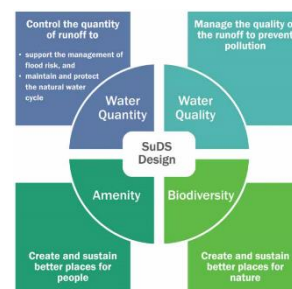 Control the quantity
of runoff to
• support the management of
flood risk, and
• maintain and protect
the natural water
cycle
Manage the quality of
the runoff to prevent
pollution
Water
Quantity
Water
Quality
SuDS
Design
Amenity
Biodiversity
Create and sustain
better places for
people
Create and sustain
better places for
nature